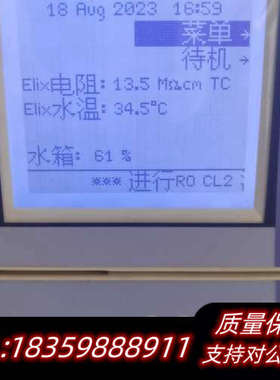 18 Aug 2023 16:59
菜单
待机
Elix电阻: 13.5 MΩcm TC
Elix水温: 34.5℃
水箱: 61 %
*** 进行RO CL2
质量保
:18359888911
支持对公